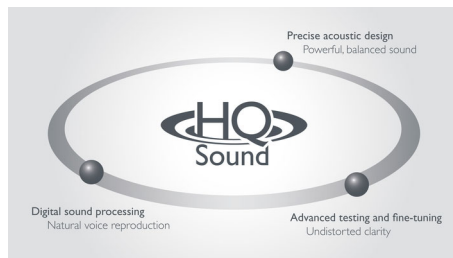 Precise acoustic design
Powerful, balanced sound
HQ
Sound
Digital sound processing
Natural voice reproduction
Advanced testing and fine-tuning
Undistorted clarity